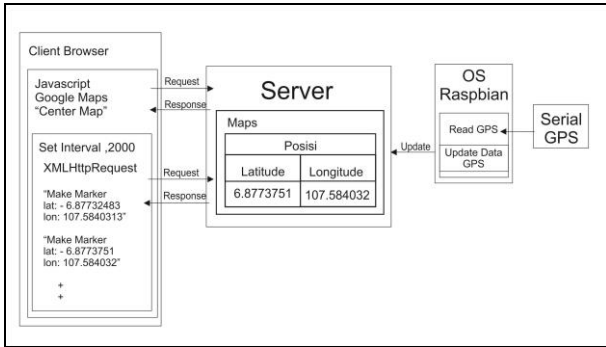 Client Browser
Javascript
Google Maps
"Center Map"
Set Interval ,2000
XMLHttpRequest
"Make Marker
lat: - 6.87732483
lon: 107.5840313"
"Make Marker
lat: - 6.8773751
lon: 107.584032"
+
+
Request
Response
Request
Response
Server
Maps
Posisi
Latitude Longitude
6.8773751 107.584032
Update
OS
Raspbian
Read GPS
Update Data
GPS
Serial
GPS